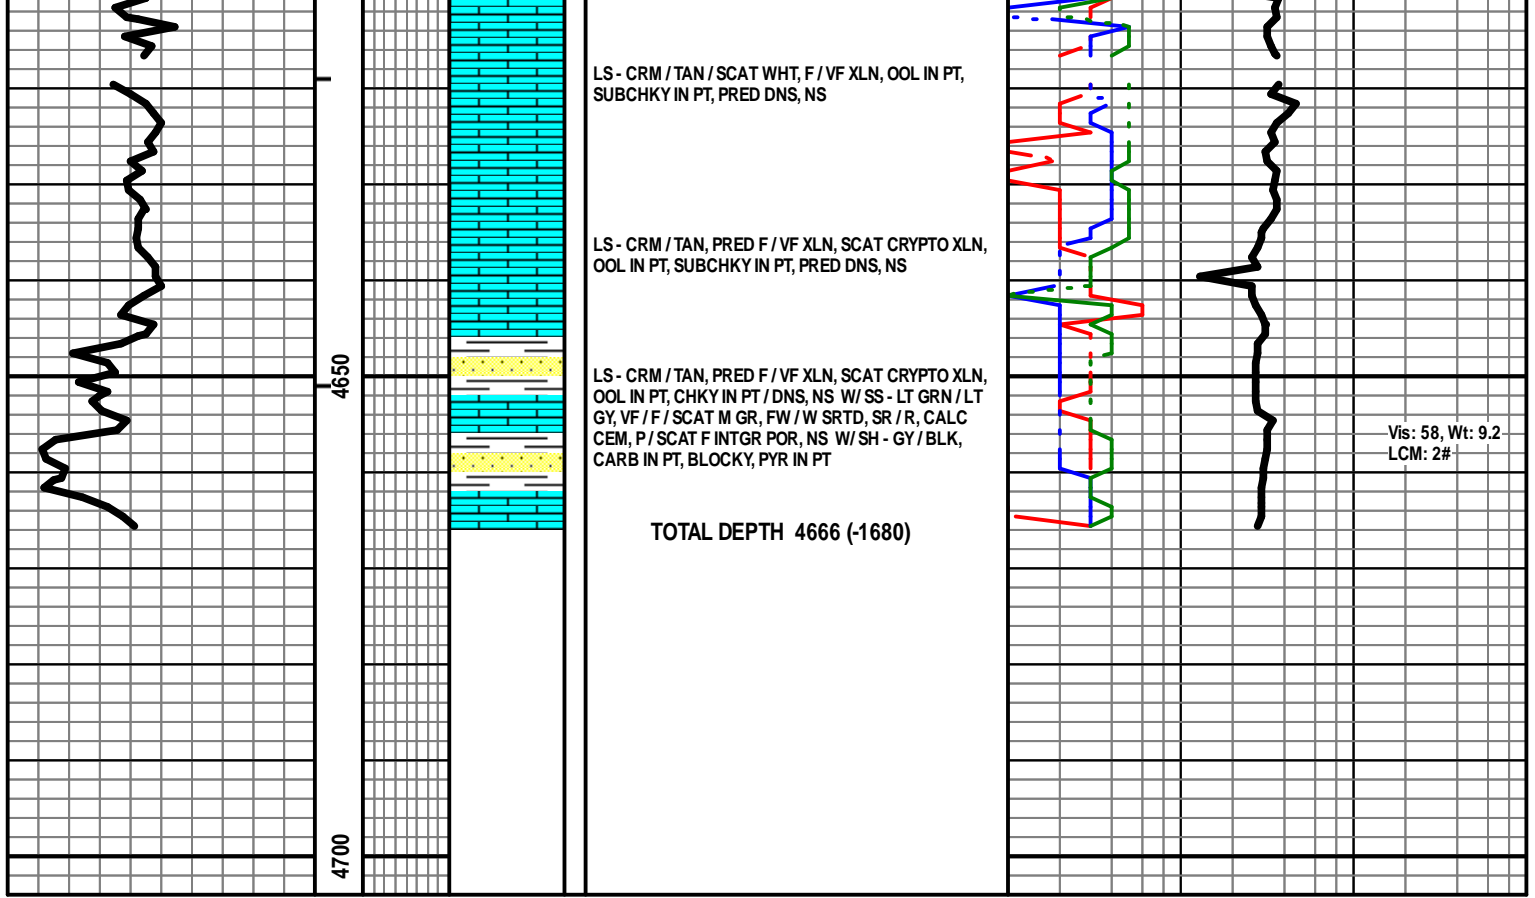 LS - CRM / TAN / SCAT WHT, F / VF XLN, OOL IN PT,
SUBCHKY IN PT, PRED DNS, NS
LS - CRM / TAN, PRED F / VF XLN, SCAT CRYPTO XLN,
OOL IN PT, SUBCHKY IN PT, PRED DNS, NS
4650
LS - CRM / TAN, PRED F / VF XLN, SCAT CRYPTO XLN,
OOL IN PT, CHKY IN PT / DNS, NS W/ SS - LT GRN / LT
GY, VF / F / SCAT M GR, FW / W SRTD, SR / R, CALC
CEM, P / SCAT F INTGR POR, NS W/ SH - GY / BLK,
CARB IN PT, BLOCKY, PYR IN PT
Vis: 58, Wt: 9.2
LCM: 2#
TOTAL DEPTH 4666 (-1680)
4700